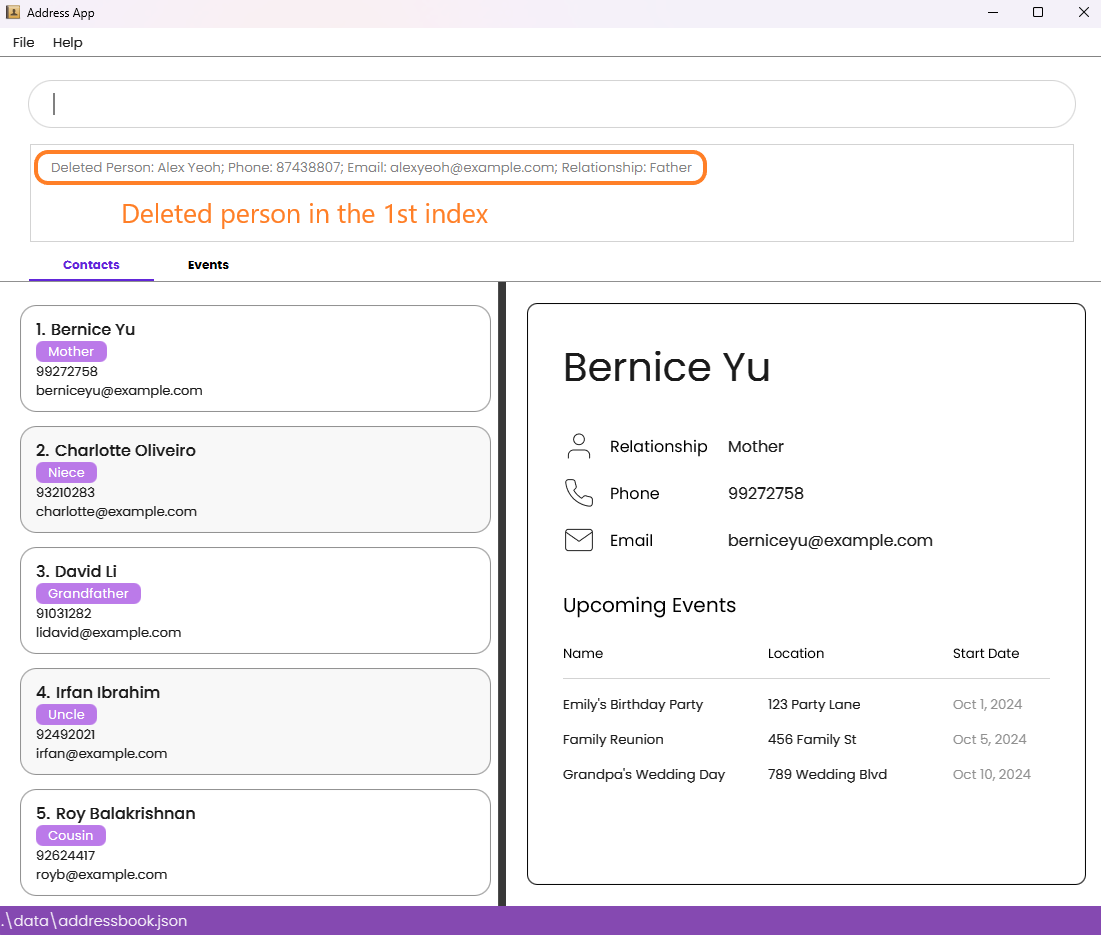 Address App
File Help
Deleted Person: Alex Yeoh; Phone: 87438807; Email: alexyeoh@example.com; Relationship: Father
Deleted person in the 1st index
Contacts Events
1. Bernice Yu
Mother
99272758
berniceyu@example.com
2. Charlotte Oliveiro
Niece
93210283
charlotte@example.com
3. David Li
Grandfather
91031282
lidavid@example.com
4. Irfan Ibrahim
Uncle
92492021
irfan@example.com
5. Roy Balakrishnan
Cousin
92624417
royb@example.com
Bernice Yu
Relationship Mother
Phone 99272758
Email berniceyu@example.com
Upcoming Events
Name Location Start Date
Emily's Birthday Party 123 Party Lane Oct 1, 2024
Family Reunion 456 Family St Oct 5, 2024
Grandpa's Wedding Day 789 Wedding Blvd Oct 10, 2024
.\data\addressbook.json